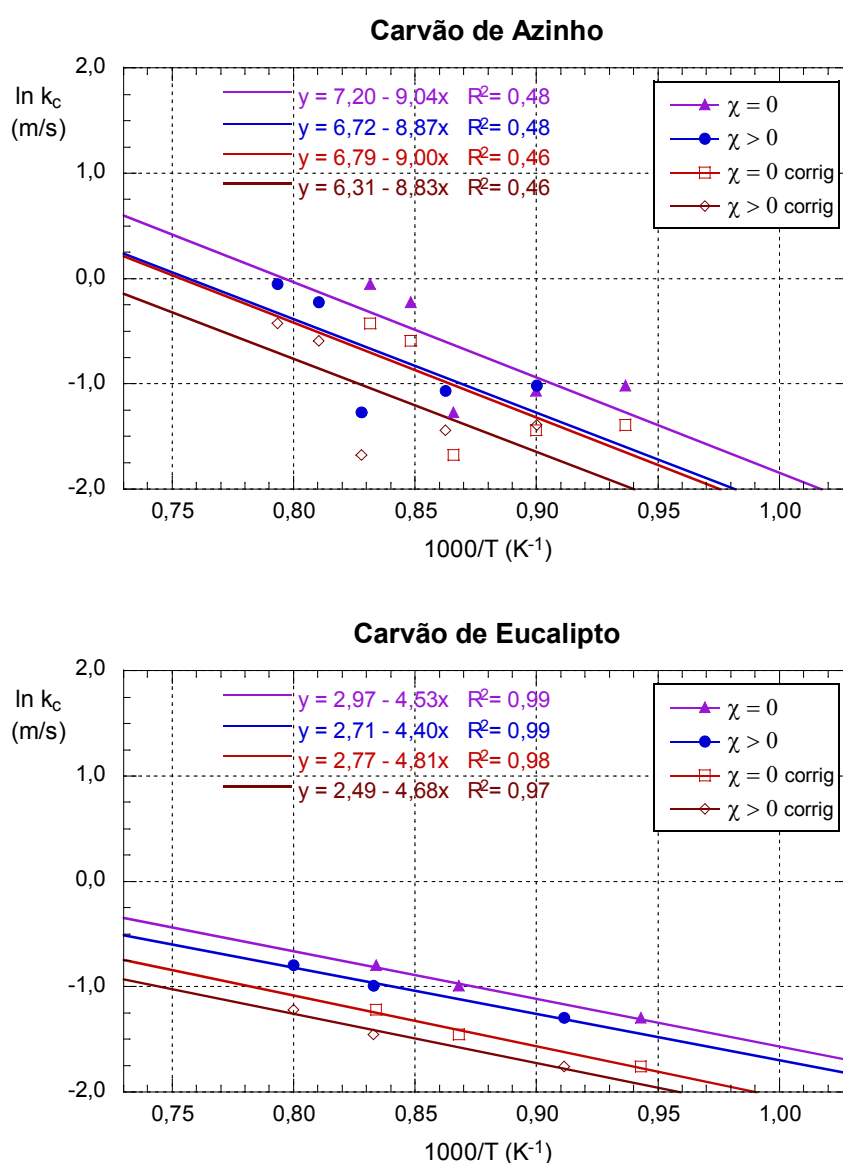 Carvão de Azinho
2,0
ln k_c
(m/s)
y = 7,20 - 9,04x R²= 0,48
y = 6,72 - 8,87x R²= 0,48
y = 6,79 - 9,00x R²= 0,46
y = 6,31 - 8,83x R²= 0,46
χ = 0
χ > 0
χ = 0 corrig
χ > 0 corrig
1,0
0,0
-1,0
-2,0
0,75 0,80 0,85 0,90 0,95 1,00
1000/T (K⁻¹)
Carvão de Eucalipto
2,0
ln k_c
(m/s)
y = 2,97 - 4,53x R²= 0,99
y = 2,71 - 4,40x R²= 0,99
y = 2,77 - 4,81x R²= 0,98
y = 2,49 - 4,68x R²= 0,97
χ = 0
χ > 0
χ = 0 corrig
χ > 0 corrig
1,0
0,0
-1,0
-2,0
0,75 0,80 0,85 0,90 0,95 1,00
1000/T (K⁻¹)